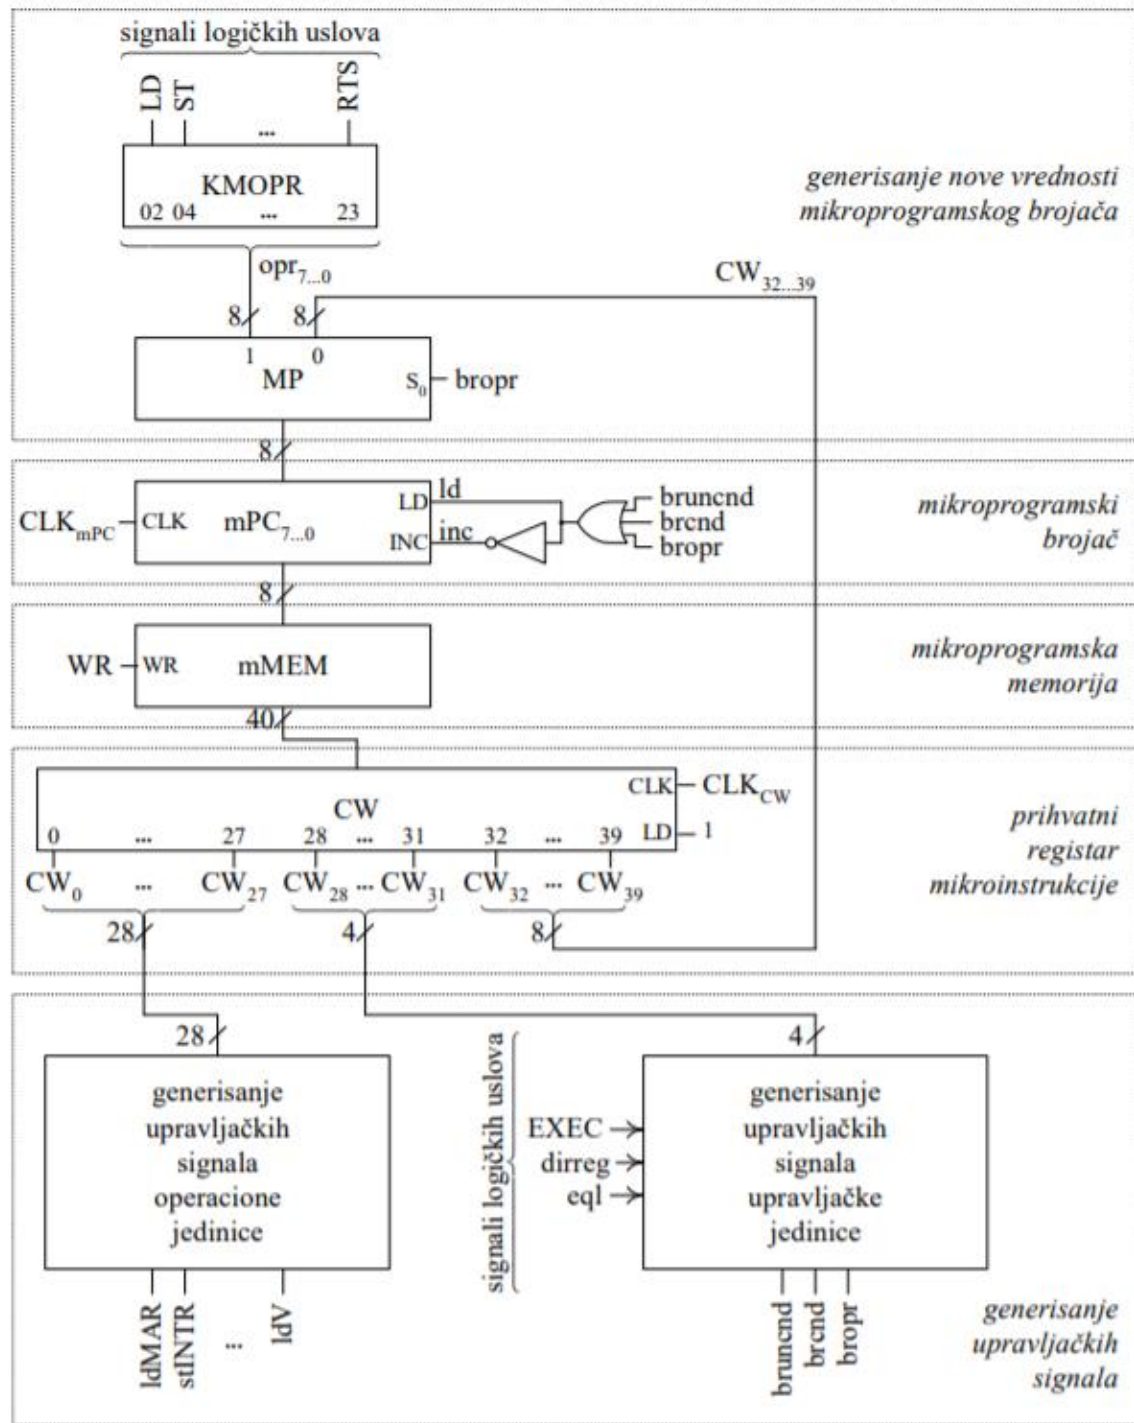 signali logičkih uslova
LD ST ... RTS
KMOPR
02 04 ... 23
generisanje nove vrednosti
mikroprogramskog brojača
opr7...0
CW32...39
8 8
1 0
MP
S0
bropr
8
CLKmPC
CLK
mPC7...0
LD
ld
INC
inc
bruncnd
brcnd
bropr
mikroprogramski
brojač
8
WR
WR
mMEM
mikroprogramska
memorija
40
CW
CLK
CLKCW
LD
1
0 ... 27 28 ... 31 32 ... 39
CW0 ... CW27 CW28 ... CW31 CW32 ... CW39
28 4 8
prihvatni
registar
mikroinstrukcije
28
generisanje
upravljačkih
signala
operacione
jedinice
ldMAR stINTR ... ldV
signali logičkih uslova
EXEC
dirreg
eql
4
generisanje
upravljačkih
signala
upravljačke
jedinice
bruncnd brcnd bropr
generisanje
upravljačkih
signala